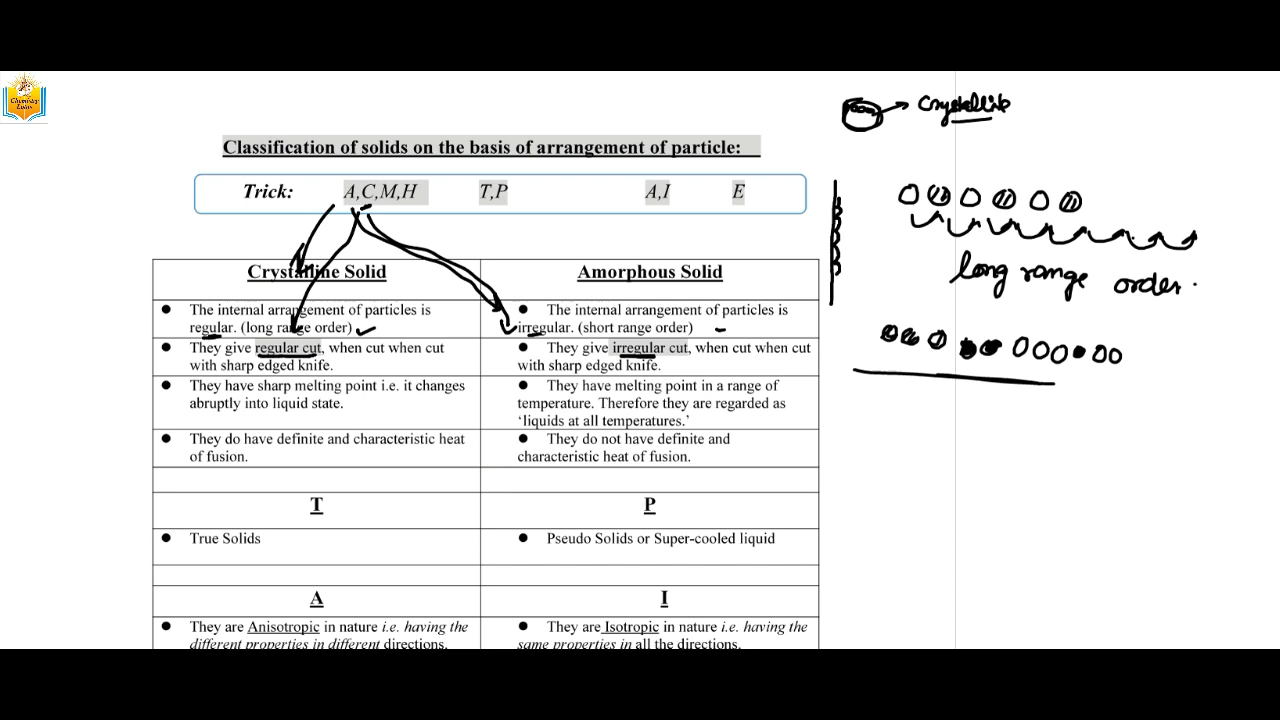 Chemistry
Crystalline
Classification of solids on the basis of arrangement of particle:
Trick: A,C,M,H T,P A,I E
long range order.
Crystalline Solid
Amorphous Solid
● The internal arrangement of particles is
regular. (long range order)
● The internal arrangement of particles is
irregular. (short range order)
● They give regular cut, when cut when cut
with sharp edged knife.
● They give irregular cut, when cut when cut
with sharp edged knife.
● They have sharp melting point i.e. it changes
abruptly into liquid state.
● They have melting point in a range of
temperature. Therefore they are regarded as
‘liquids at all temperatures.’
● They do have definite and characteristic heat
of fusion.
● They do not have definite and
characteristic heat of fusion.
T
P
● True Solids
● Pseudo Solids or Super-cooled liquid
A
I
● They are Anisotropic in nature i.e. having the
different properties in different directions.
● They are Isotropic in nature i.e. having the
same properties in all the directions.